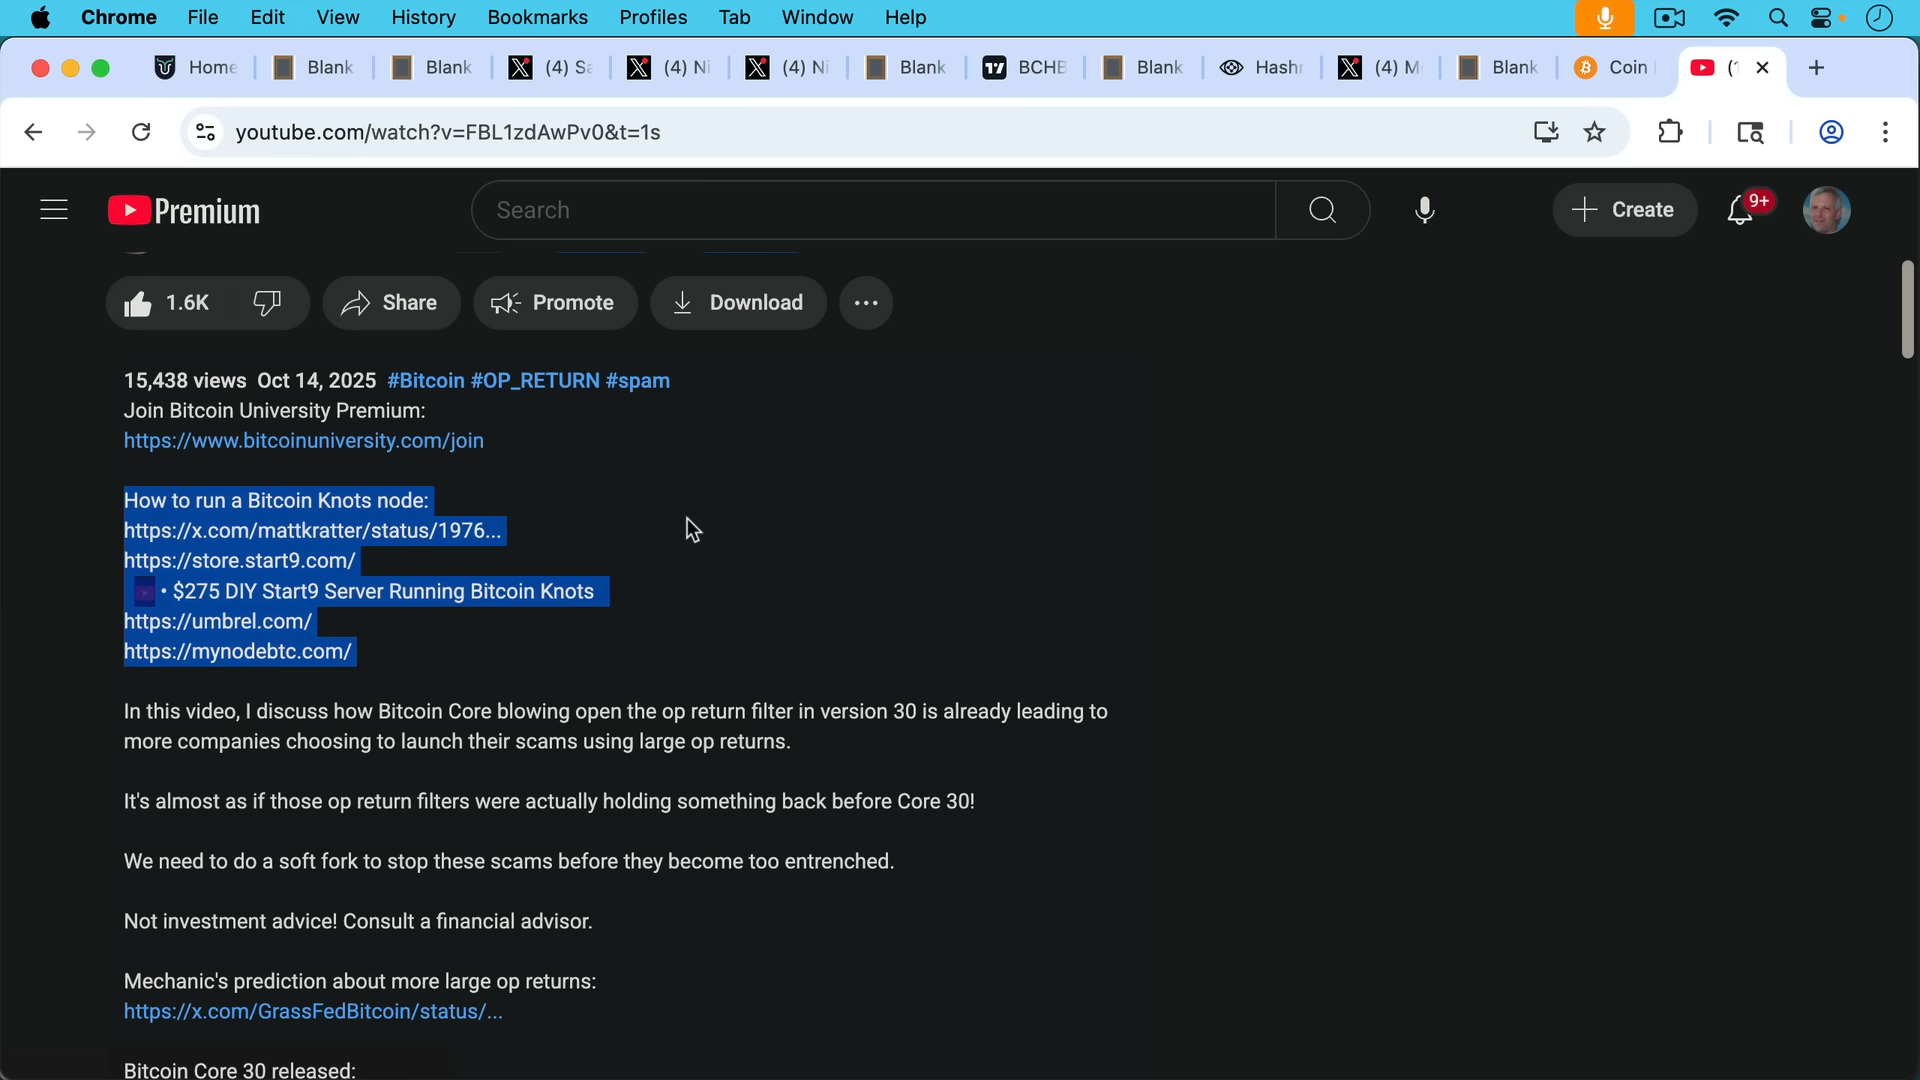 Chrome File Edit View History Bookmarks Profiles Tab Window Help
Home Blank Blank (4) Sa (4) Ni (4) Ni Blank BCHB Blank Hashr (4) M Blank Coin (1
youtube.com/watch?v=FBL1zdAwPv0&t=1s
Premium Search Create 9+
1.6K Share Promote Download
15,438 views Oct 14, 2025 #Bitcoin #OP_RETURN #spam
Join Bitcoin University Premium:
https://www.bitcoinuniversity.com/join
How to run a Bitcoin Knots node:
https://x.com/mattkratter/status/1976...
https://store.start9.com/
• $275 DIY Start9 Server Running Bitcoin Knots
https://umbrel.com/
https://mynodebtc.com/
In this video, I discuss how Bitcoin Core blowing open the op return filter in version 30 is already leading to
more companies choosing to launch their scams using large op returns.
It's almost as if those op return filters were actually holding something back before Core 30!
We need to do a soft fork to stop these scams before they become too entrenched.
Not investment advice! Consult a financial advisor.
Mechanic's prediction about more large op returns:
https://x.com/GrassFedBitcoin/status/...
Bitcoin Core 30 released: